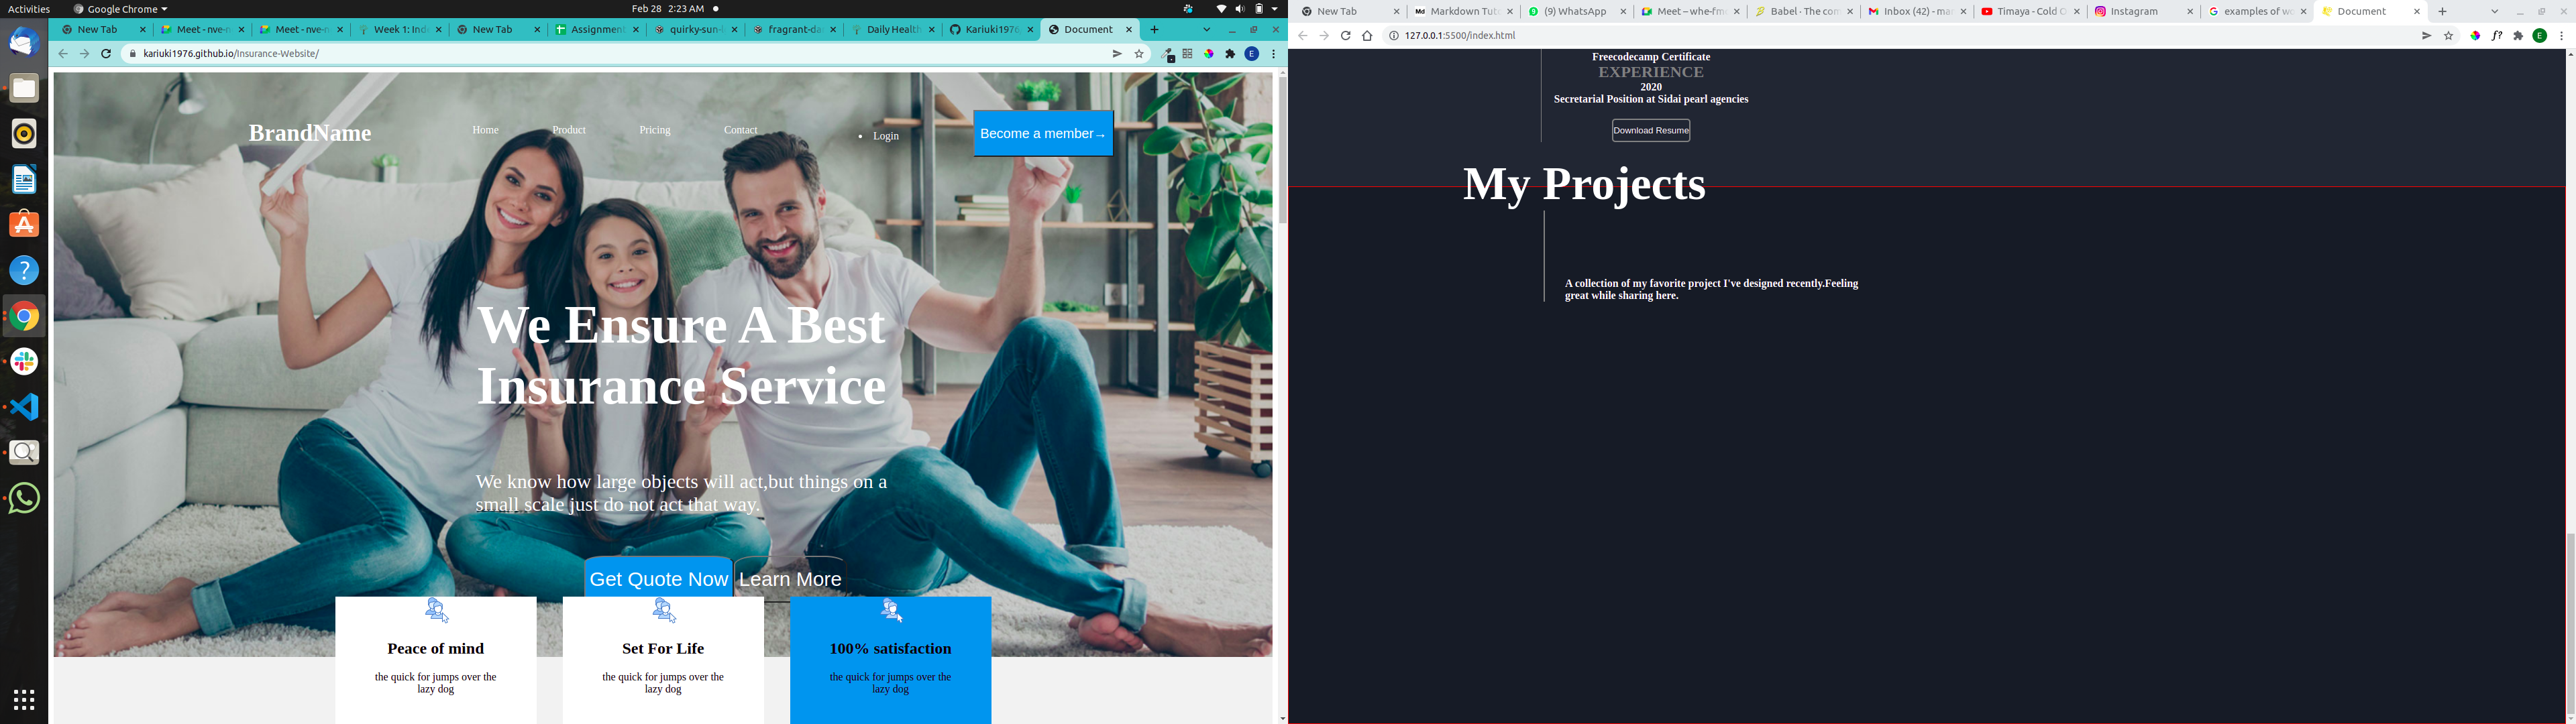 Activities
Google Chrome
Feb 28 2:23 AM
New Tab
Meet - nve-n
Meet - nve-n
Week 1: Ind
New Tab
Assignment
quirky-sun-
fragrant-da
Daily Health
Kariuki1976
Document
kariuki1976.github.io/Insurance-Website/
BrandName
Home
Product
Pricing
Contact
Login
Become a member→
We Ensure A Best
Insurance Service
We know how large objects will act,but things on a
small scale just do not act that way.
Get Quote Now
Learn More
Peace of mind
the quick for jumps over the
lazy dog
Set For Life
the quick for jumps over the
lazy dog
100% satisfaction
the quick for jumps over the
lazy dog
New Tab
Markdown Tut
(9) WhatsApp
Meet – whe-fm
Babel · The com
Inbox (42) - ma
Timaya - Cold O
Instagram
examples of wo
Document
127.0.0.1:5500/index.html
Freecodecamp Certificate
EXPERIENCE
2020
Secretarial Position at Sidai pearl agencies
Download Resume
My Projects
A collection of my favorite project I've designed recently.Feeling
great while sharing here.